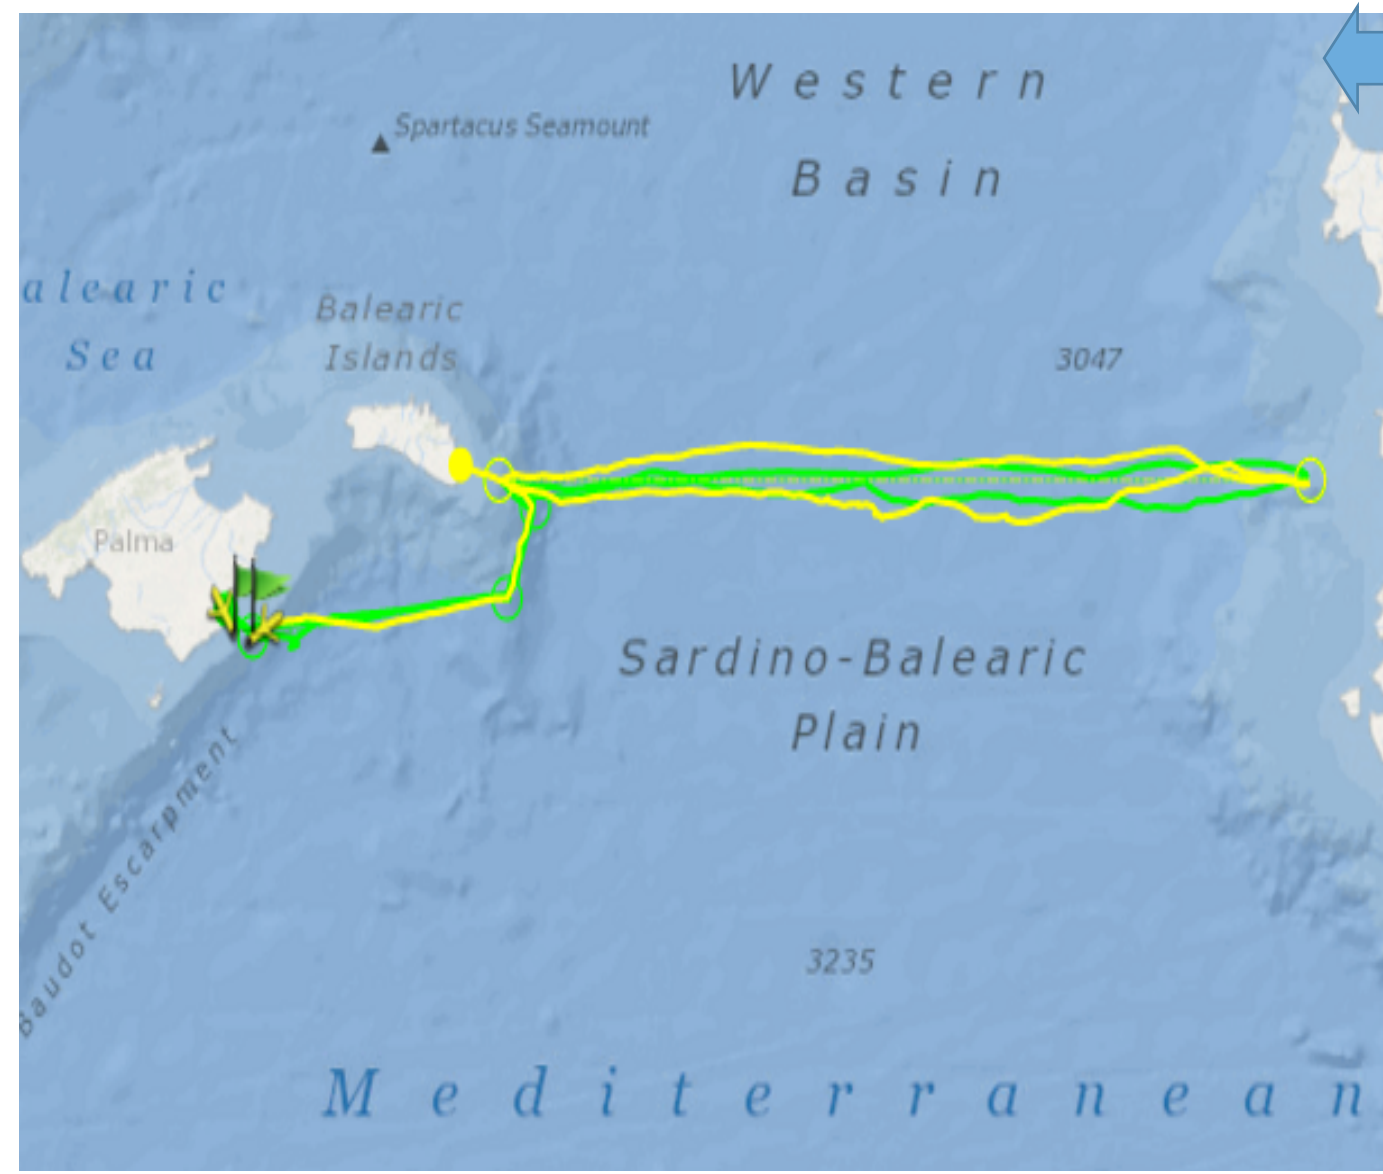 Western
Basin
Spartacus Seamount
alearic
Sea
Balearic
Islands
3047
Palma
Sardino-Balearic
Plain
Baudot Escarpment
3235
Mediterranean